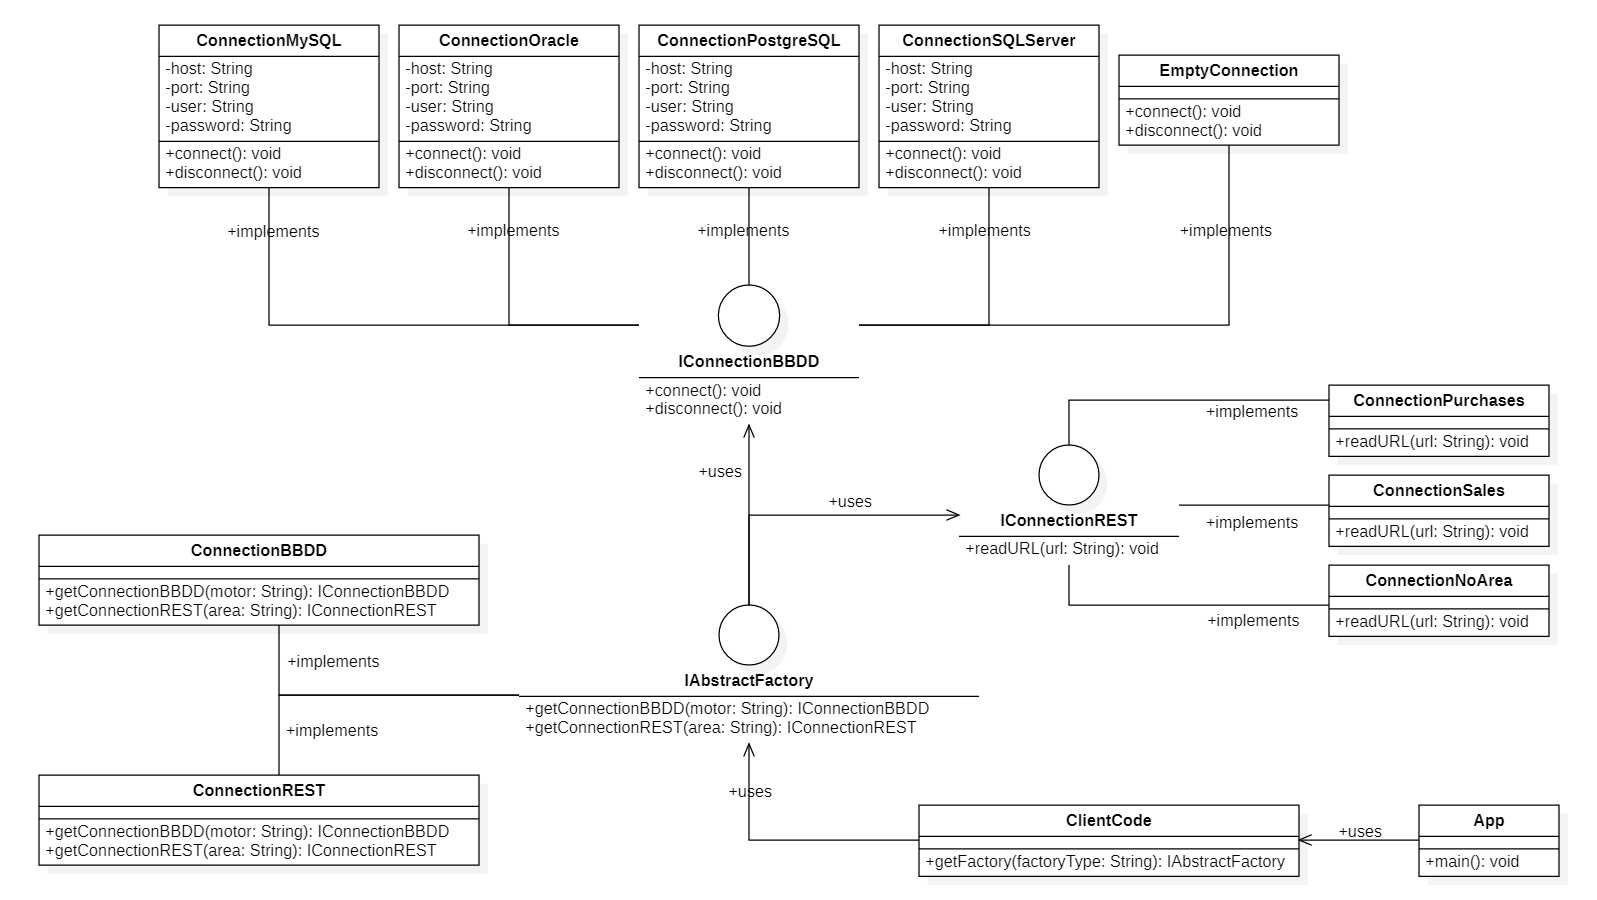 ConnectionMySQL
-host: String
-port: String
-user: String
-password: String
+connect(): void
+disconnect(): void
ConnectionOracle
-host: String
-port: String
-user: String
-password: String
+connect(): void
+disconnect(): void
ConnectionPostgreSQL
-host: String
-port: String
-user: String
-password: String
+connect(): void
+disconnect(): void
ConnectionSQLServer
-host: String
-port: String
-user: String
-password: String
+connect(): void
+disconnect(): void
EmptyConnection
+connect(): void
+disconnect(): void
+implements
+implements
+implements
+implements
+implements
IConnectionBBDD
+connect(): void
+disconnect(): void
+uses
+uses
IConnectionREST
+readURL(url: String): void
+implements
ConnectionPurchases
+readURL(url: String): void
+implements
ConnectionSales
+readURL(url: String): void
+implements
ConnectionNoArea
+readURL(url: String): void
ConnectionBBDD
+getConnectionBBDD(motor: String): IConnectionBBDD
+getConnectionREST(area: String): IConnectionREST
+implements
+implements
IAbstractFactory
+getConnectionBBDD(motor: String): IConnectionBBDD
+getConnectionREST(area: String): IConnectionREST
ConnectionREST
+getConnectionBBDD(motor: String): IConnectionBBDD
+getConnectionREST(area: String): IConnectionREST
+uses
ClientCode
+getFactory(factoryType: String): IAbstractFactory
+uses
App
+main(): void